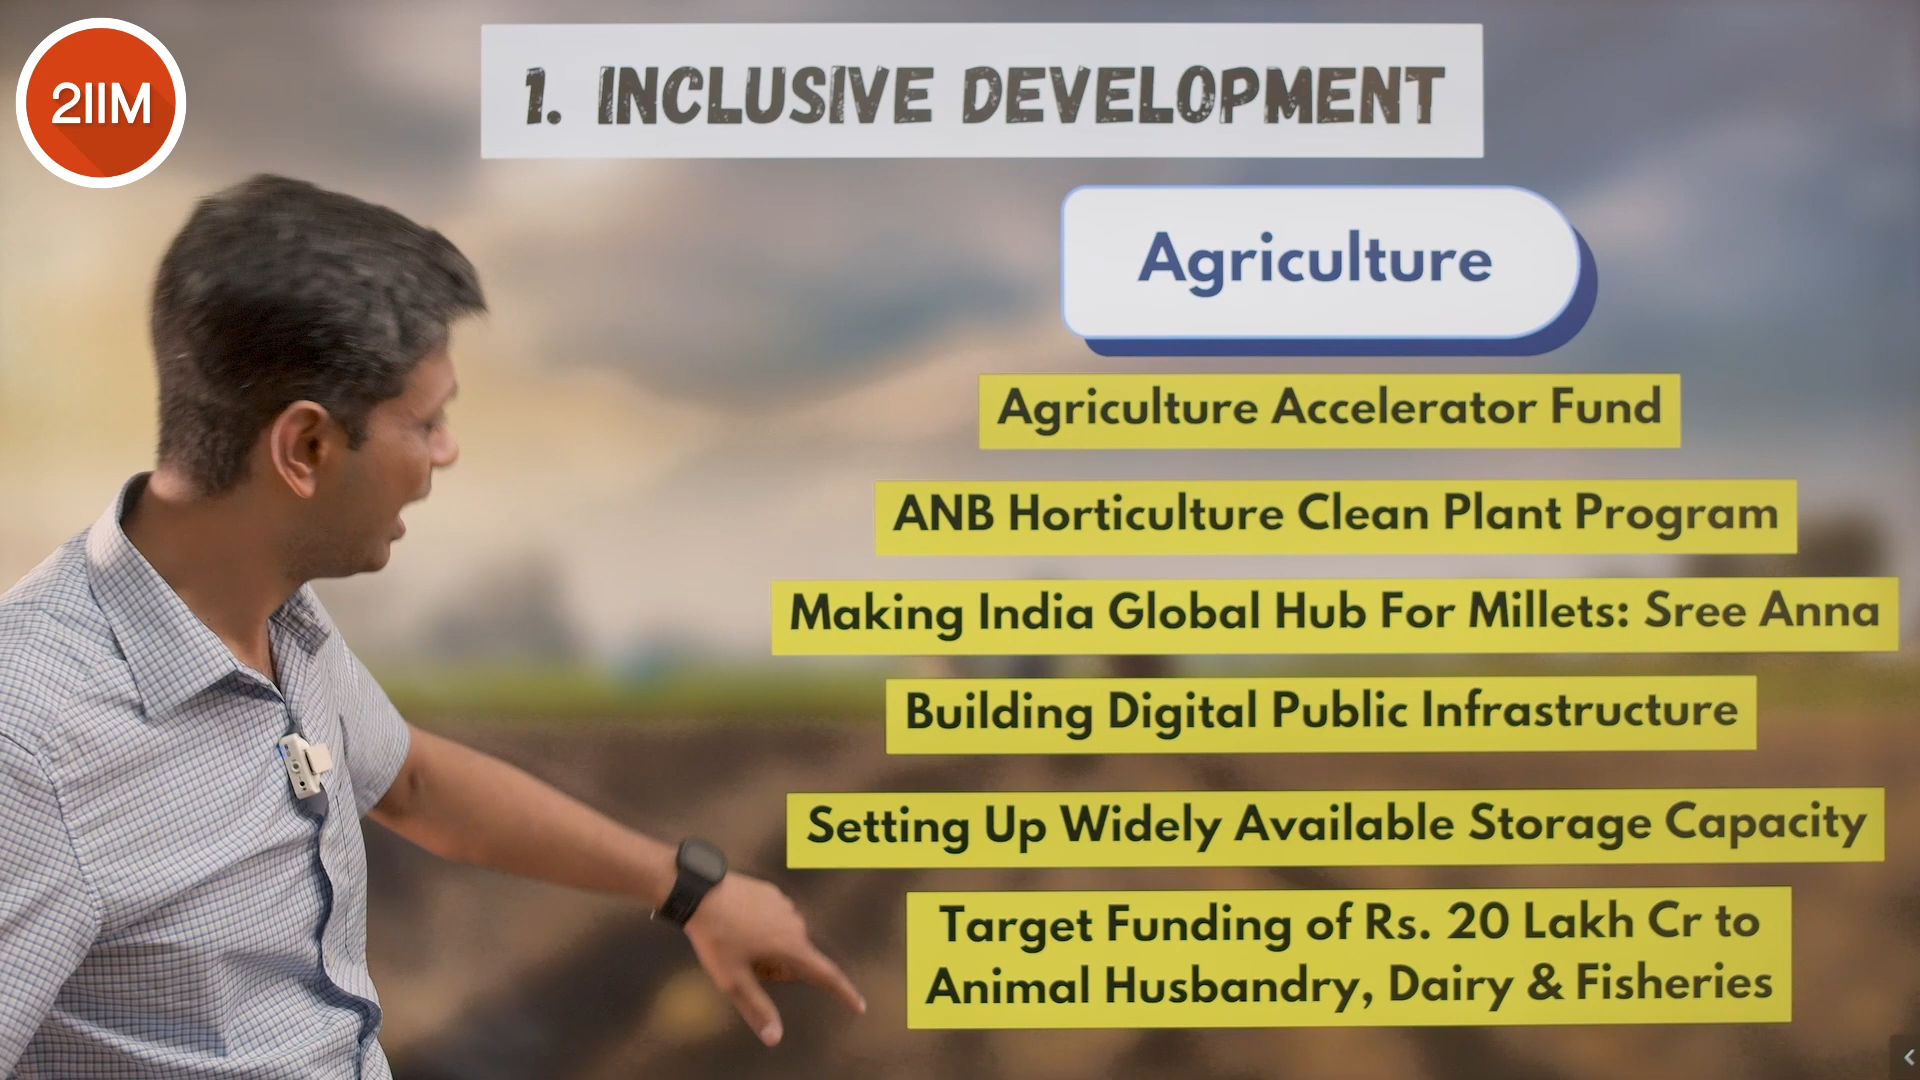 2IIM
1. INCLUSIVE DEVELOPMENT
Agriculture
Agriculture Accelerator Fund
ANB Horticulture Clean Plant Program
Making India Global Hub For Millets: Sree Anna
Building Digital Public Infrastructure
Setting Up Widely Available Storage Capacity
Target Funding of Rs. 20 Lakh Cr to
Animal Husbandry, Dairy & Fisheries